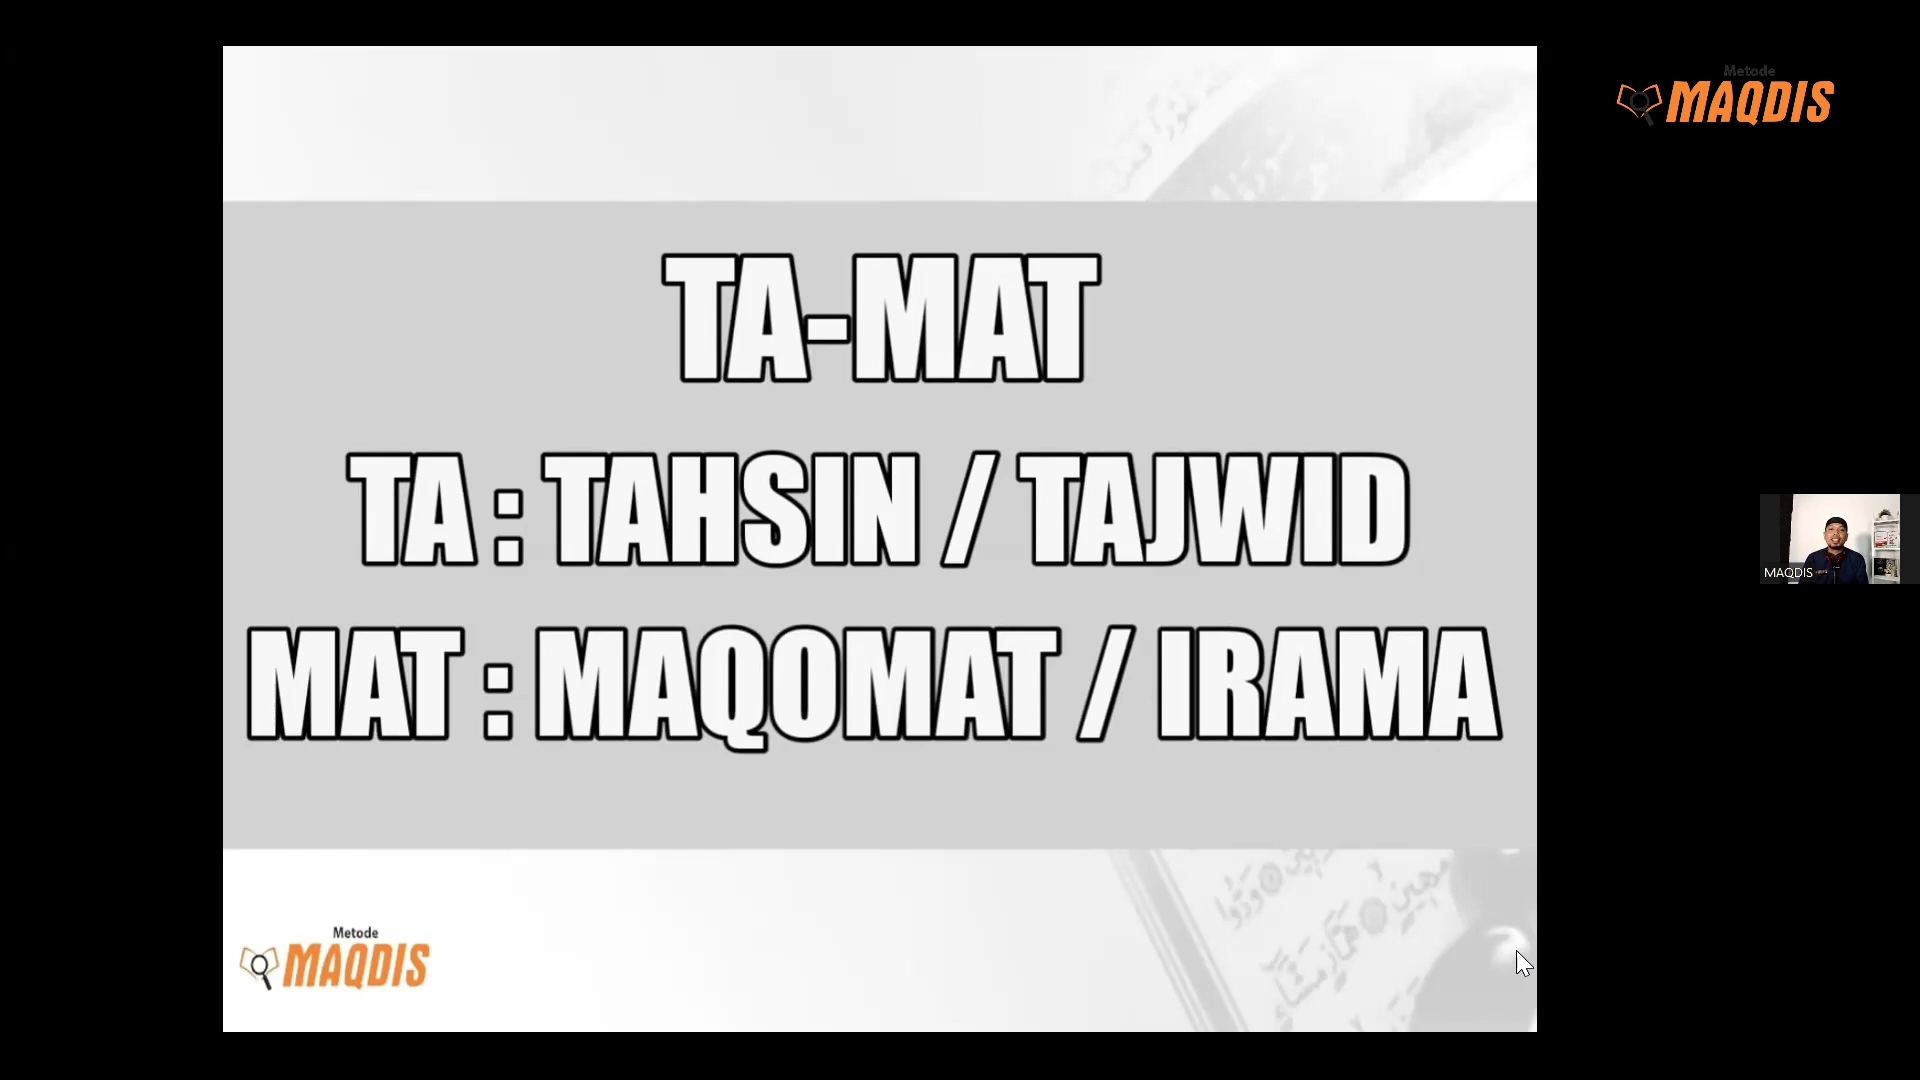 Metode
MAQDIS
TA-MAT
TA : TAHSIN / TAJWID
MAT : MAQOMAT / IRAMA
MAQDIS
Metode
MAQDIS